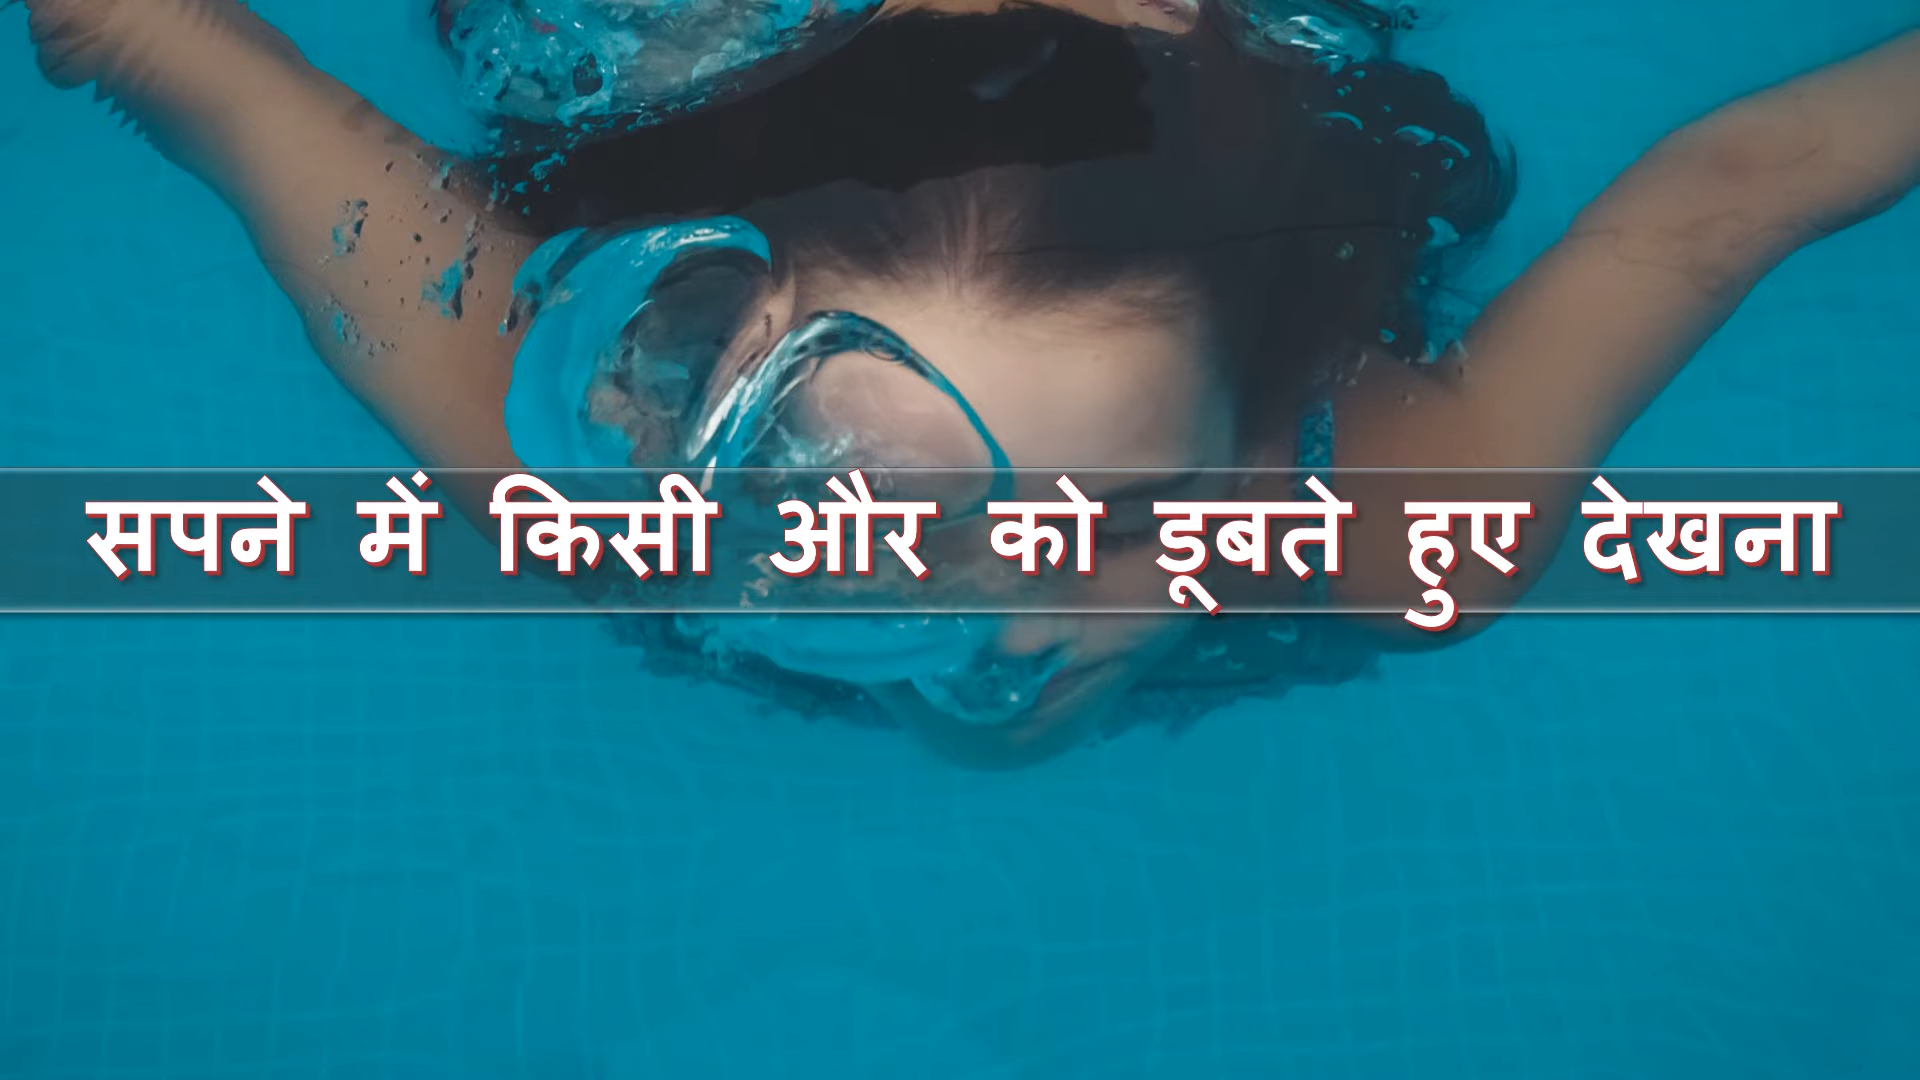 सपने में किसी और को डूबते हुए देखना